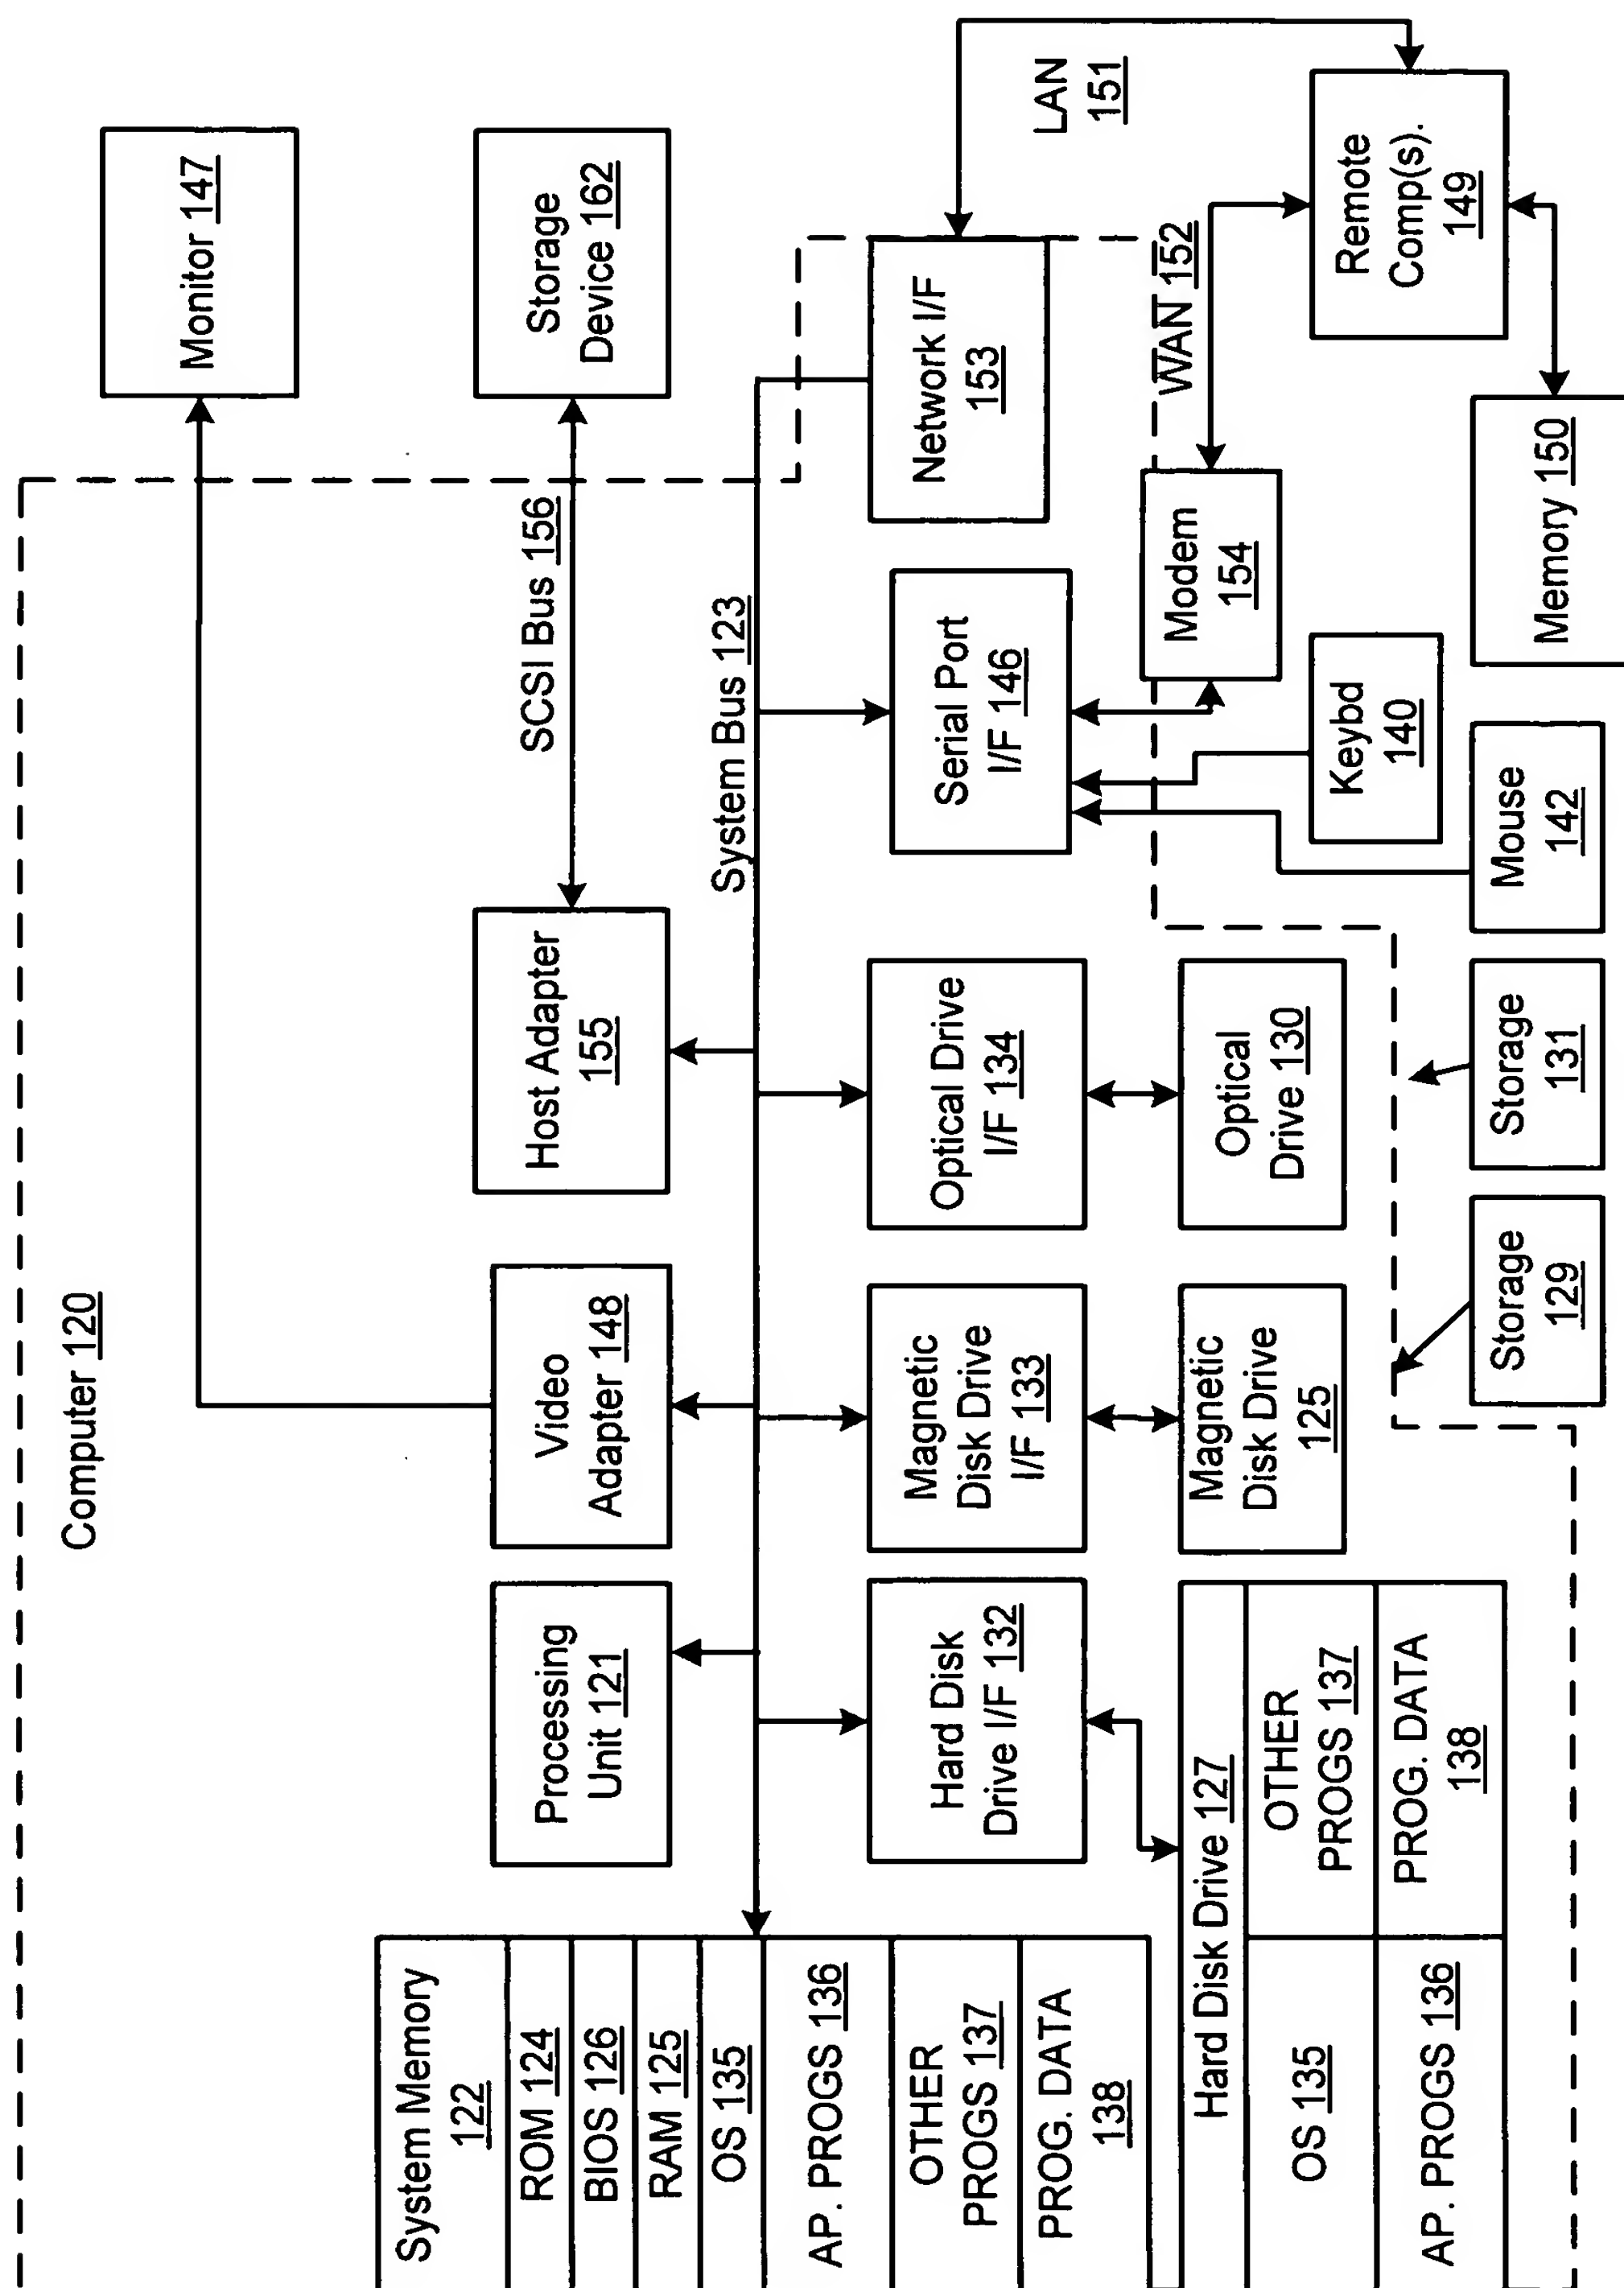 Computer 120
Monitor 147
System Memory
122
ROM 124
BIOS 126
RAM 125
OS 135
AP. PROGS 136
OTHER
PROGS 137
PROG. DATA
138
Processing
Unit 121
Video
Adapter 148
Host Adapter
155
SCSI Bus 156
Storage
Device 162
System Bus 123
Hard Disk
Drive I/F 132
Magnetic
Disk Drive
I/F 133
Optical Drive
I/F 134
Serial Port
I/F 146
Network I/F
153
LAN
151
Hard Disk Drive 127
OS 135
OTHER
PROGS 137
AP. PROGS 136
PROG. DATA
138
Magnetic
Disk Drive
125
Optical
Drive 130
Modem
154
WAN 152
Keybd
140
Remote
Comp(s).
149
Storage
129
Storage
131
Mouse
142
Memory 150